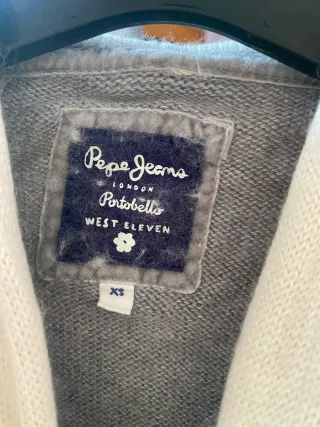 Pepe Jeans
LONDON
Portobello
WEST ELEVEN
XS